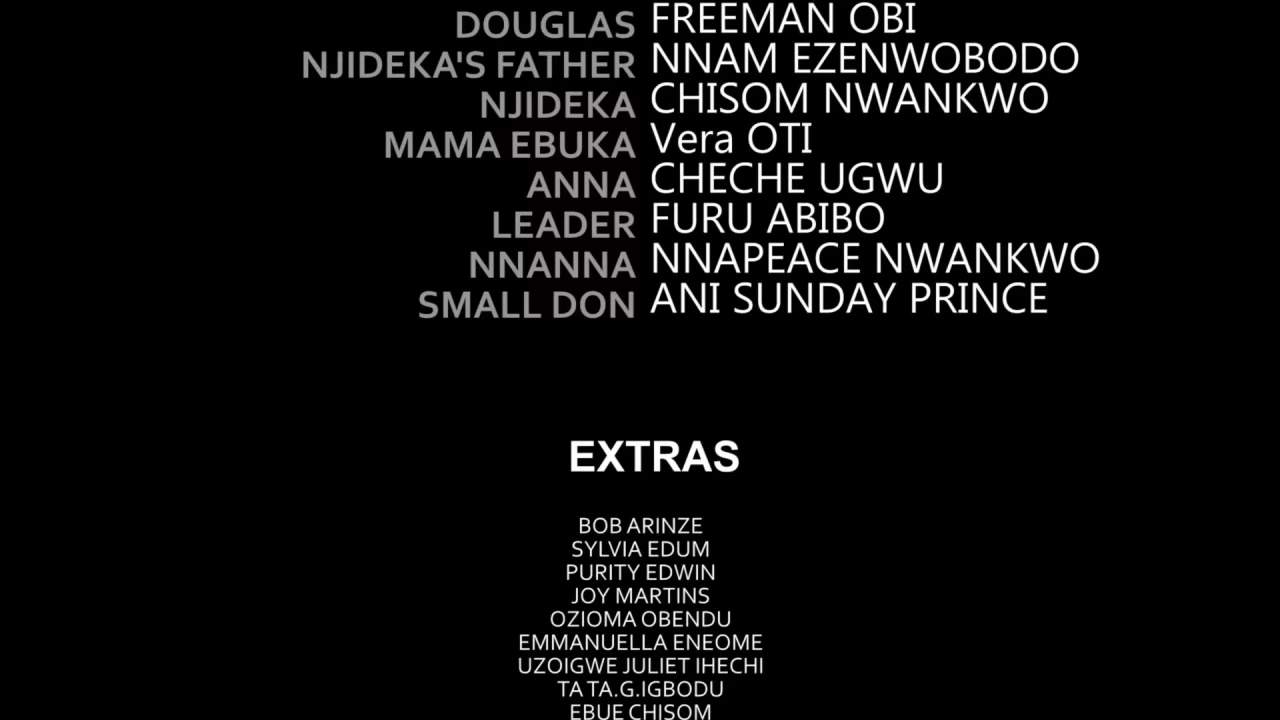 DOUGLAS FREEMAN OBI
NJIDEKA'S FATHER NNAM EZENWOBODO
NJIDEKA CHISOM NWANKWO
MAMA EBUKA Vera OTI
ANNA CHECHE UGWU
LEADER FURU ABIBO
NNANNA NNAPEACE NWANKWO
SMALL DON ANI SUNDAY PRINCE
EXTRAS
BOB ARINZE
SYLVIA EDUM
PURITY EDWIN
JOY MARTINS
OZIOMA OBENDU
EMMANUELLA ENEOME
UZOIGWE JULIET IHECHI
TA TA.G.IGBODU
EBUE CHISOM